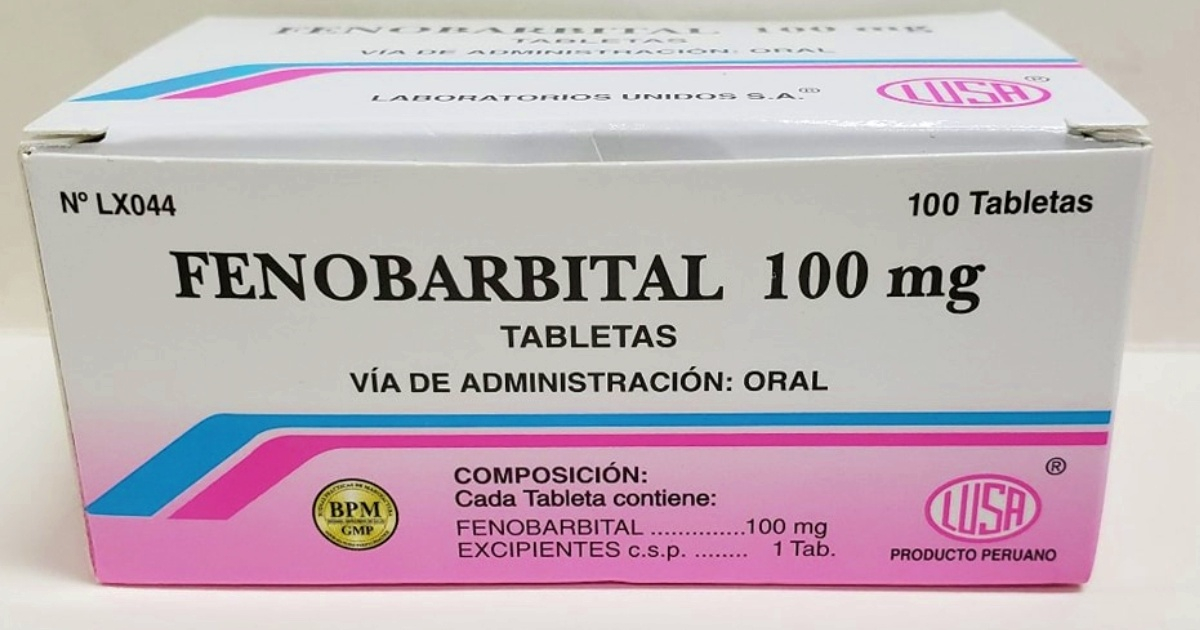 FENOBARBITAL 100 mg
TABLETAS
VÍA DE ADMINISTRACIÓN: ORAL
LABORATORIOS UNIDOS S.A.®
LUSA®
Nº LX044
100 Tabletas
FENOBARBITAL 100 mg
TABLETAS
VÍA DE ADMINISTRACIÓN: ORAL
COMPOSICIÓN:
Cada Tableta contiene:
FENOBARBITAL ...............100 mg
EXCIPIENTES c.s.p. ........ 1 Tab.
BPM
GMP
LUSA®
PRODUCTO PERUANO